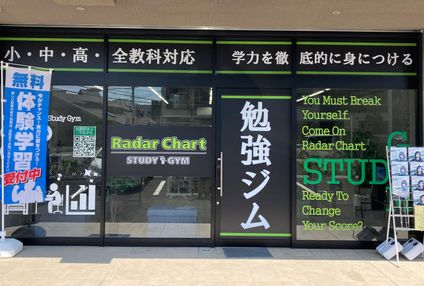 小・中・高・全教科対応 学力を徹底的に身につける
無料
体験学習
受付中
Study Gym
Radar Chart
STUDY GYM
勉強ジム
You Must Break
Yourself.
Come On
Radar Chart
STUD
G
Ready To
Change
Your Score?